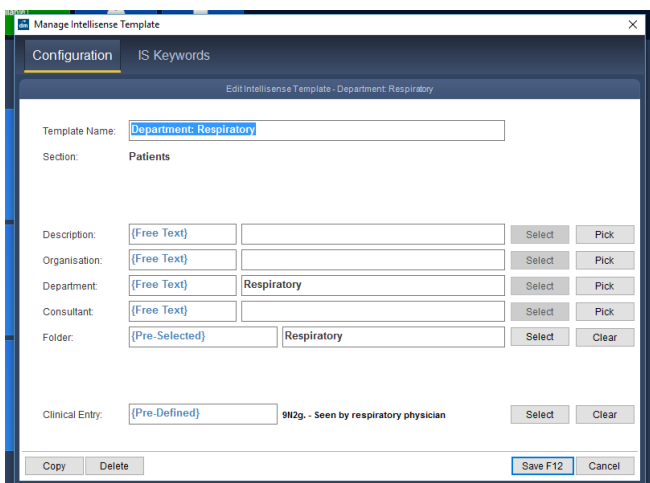 dm Manage Intellisense Template
Configuration IS Keywords
Edit Intellisense Template - Department: Respiratory
Template Name: Department: Respiratory
Section: Patients
Description: {Free Text} Select Pick
Organisation: {Free Text} Select Pick
Department: {Free Text} Respiratory Select Pick
Consultant: {Free Text} Select Pick
Folder: {Pre-Selected} Respiratory Select Clear
Clinical Entry: {Pre-Defined} 9N2g. - Seen by respiratory physician Select Clear
Copy Delete Save F12 Cancel